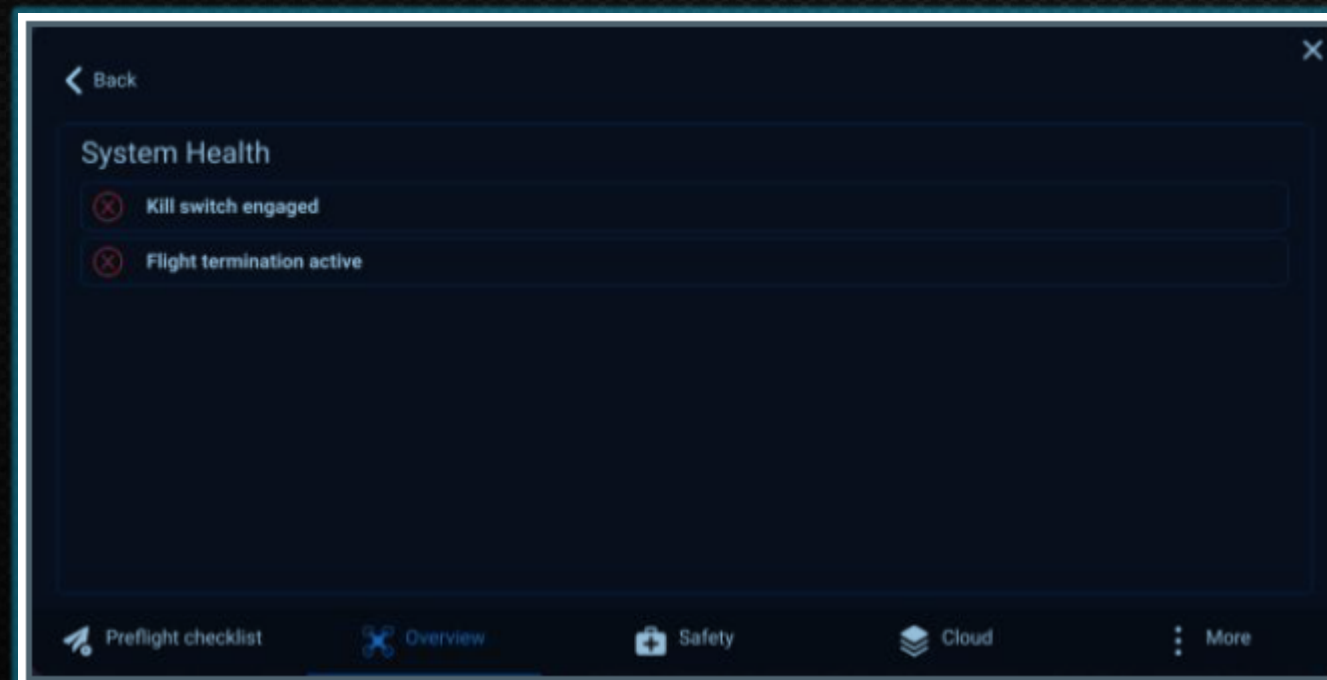 Back
System Health
Kill switch engaged
Flight termination active
Preflight checklist
Overview
Safety
Cloud
More